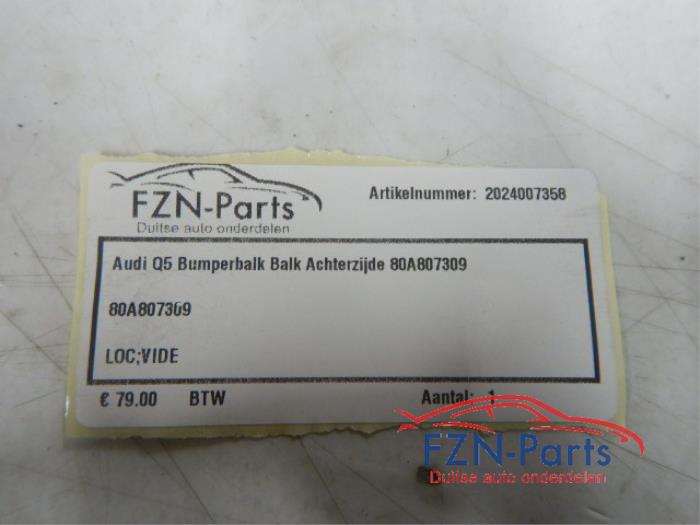 FZN-Parts
Duitse auto onderdelen
Artikelnummer: 2024007358
Audi Q5 Bumperbalk Balk Achterzijde 80A807309
80A807309
LOC;VIDE
€ 79.00 BTW Aantal: 1
FZN-Parts
Duitse auto onderdelen